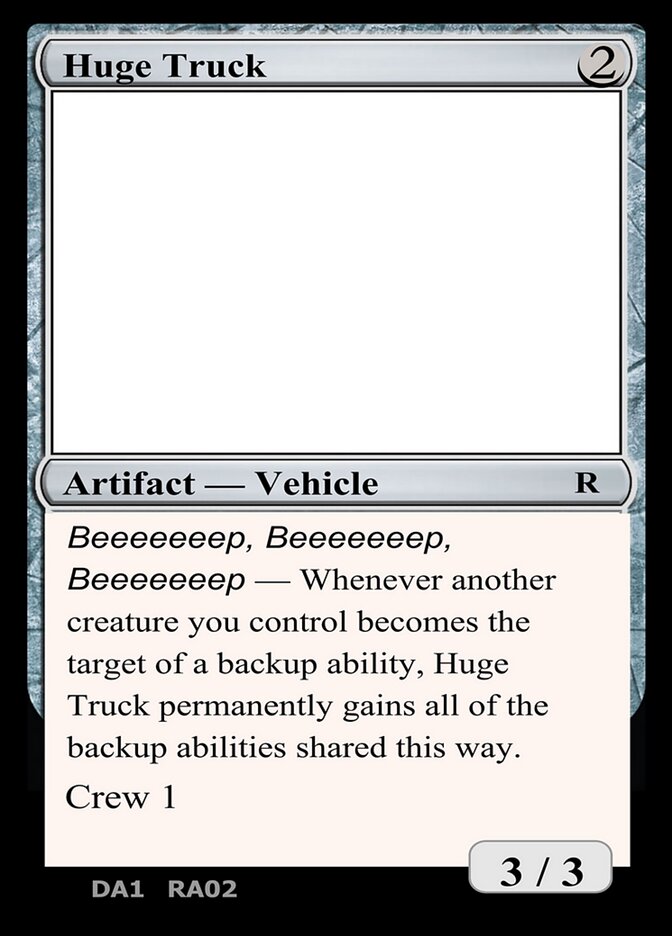 Huge Truck 2
Artifact — Vehicle R
Beeeeeeep, Beeeeeeep,
Beeeeeeep — Whenever another
creature you control becomes the
target of a backup ability, Huge
Truck permanently gains all of the
backup abilities shared this way.
Crew 1
3 / 3
DA1 RA02